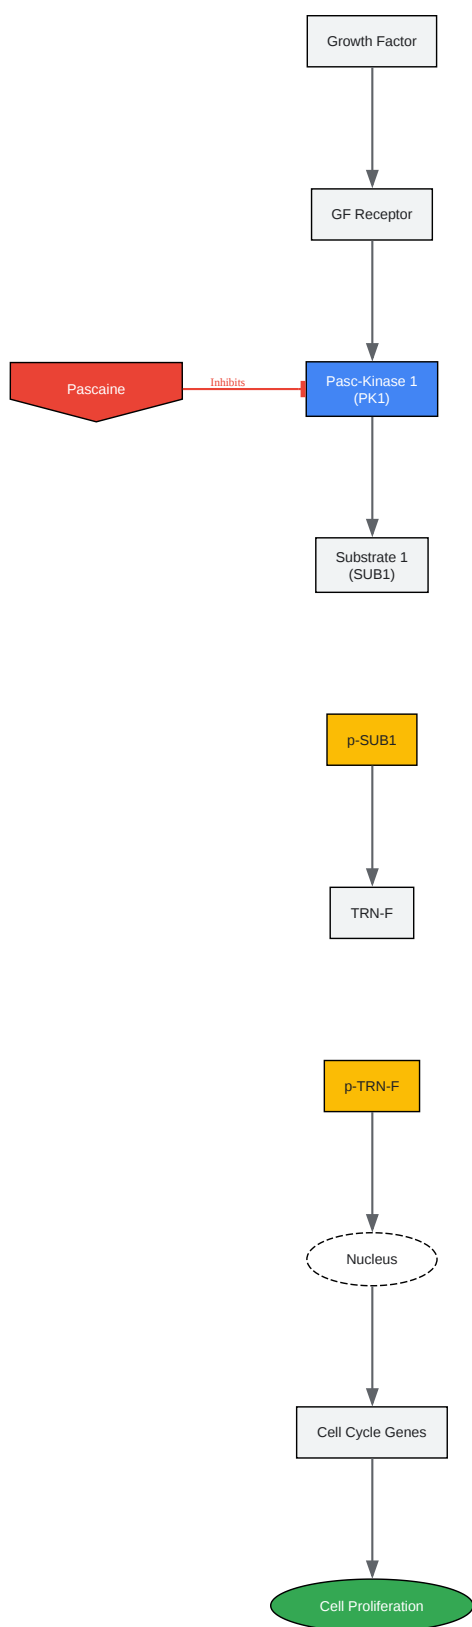 Growth Factor
GF Receptor
Pascaine
Inhibits
Pasc-Kinase 1
(PK1)
Substrate 1
(SUB1)
p-SUB1
TRN-F
p-TRN-F
Nucleus
Cell Cycle Genes
Cell Proliferation